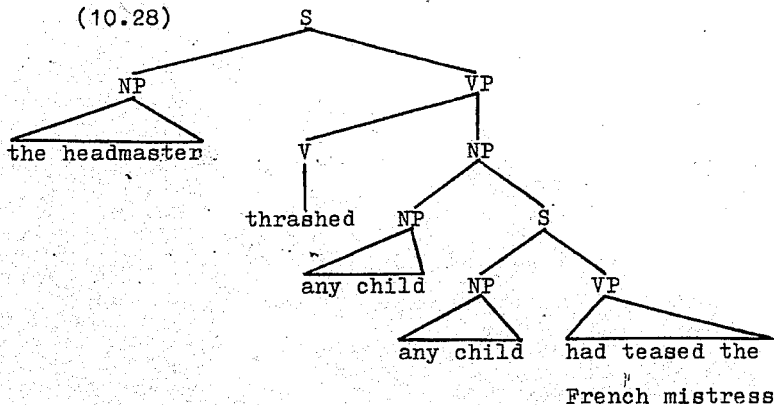 (10.28)
S
NP VP
the headmaster V NP
thrashed NP S
any child NP VP
any child had teased the
French mistress